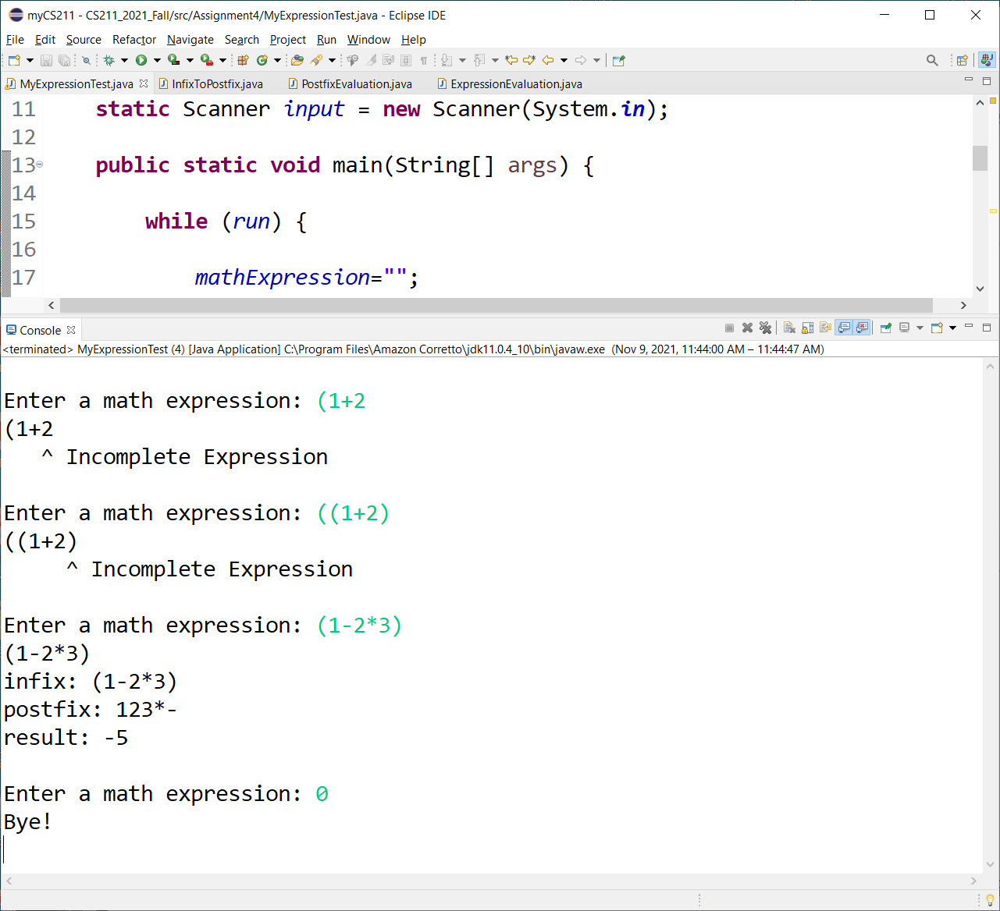 myCS211 - CS211_2021_Fall/src/Assignment4/MyExpressionTest.java - Eclipse IDE
File Edit Source Refactor Navigate Search Project Run Window Help
MyExpressionTest.java InfixToPostfix.java PostfixEvaluation.java ExpressionEvaluation.java
11 static Scanner input = new Scanner(System.in);
12
13 public static void main(String[] args) {
14
15 while (run) {
16
17 mathExpression="";
Console
<terminated> MyExpressionTest (4) [Java Application] C:\Program Files\Amazon Corretto\jdk11.0.4_10\bin\javaw.exe (Nov 9, 2021, 11:44:00 AM – 11:44:47 AM)
Enter a math expression: (1+2
(1+2
^ Incomplete Expression
Enter a math expression: ((1+2)
((1+2)
^ Incomplete Expression
Enter a math expression: (1-2*3)
(1-2*3)
infix: (1-2*3)
postfix: 123*-
result: -5
Enter a math expression: 0
Bye!